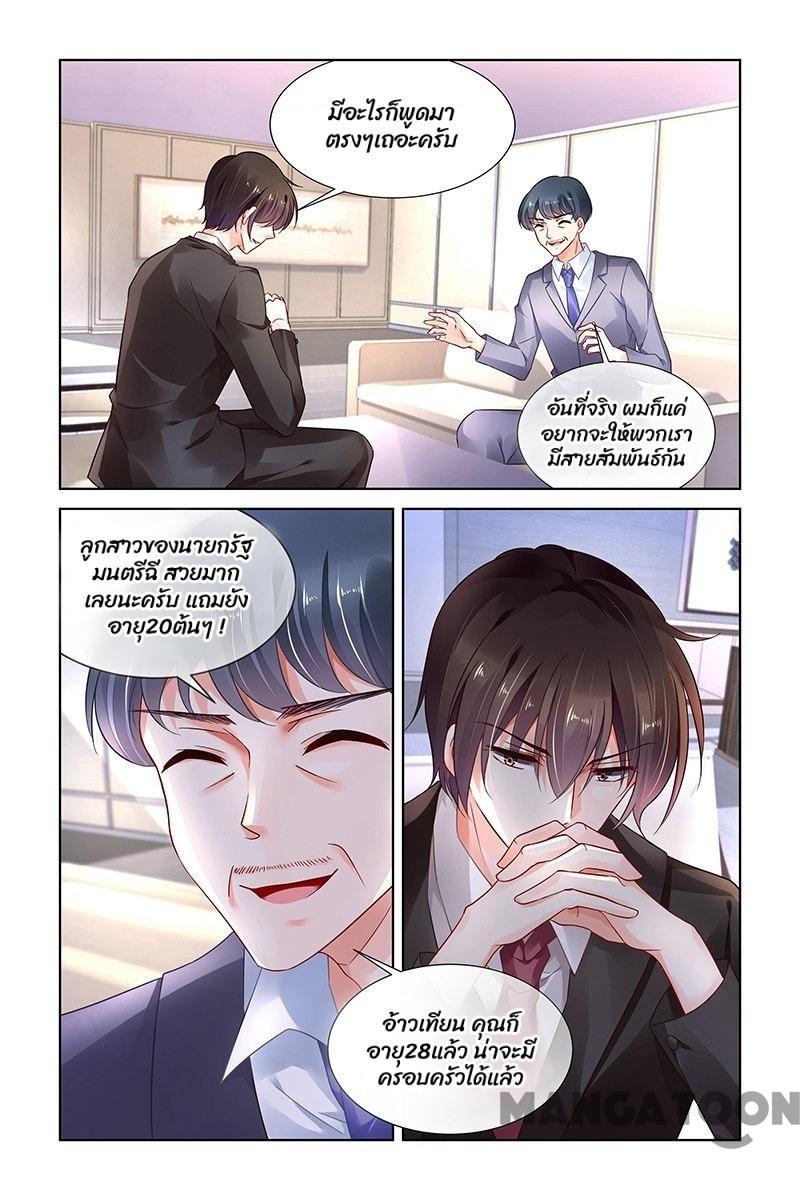 มีอะไรก็พูดมา
ตรงๆเถอะครับ
อันที่จริง ผมก็แค่
อยากจะให้พวกเรา
มีสายสัมพันธ์กัน
ลูกสาวของนายกรัฐ
มนตรีฉี สวยมาก
เลยนะครับ แถมยัง
อายุ20ต้นๆ !
อ้าวเทียน คุณก็
อายุ28แล้ว น่าจะมี
ครอบครัวได้แล้ว
MANGATOON